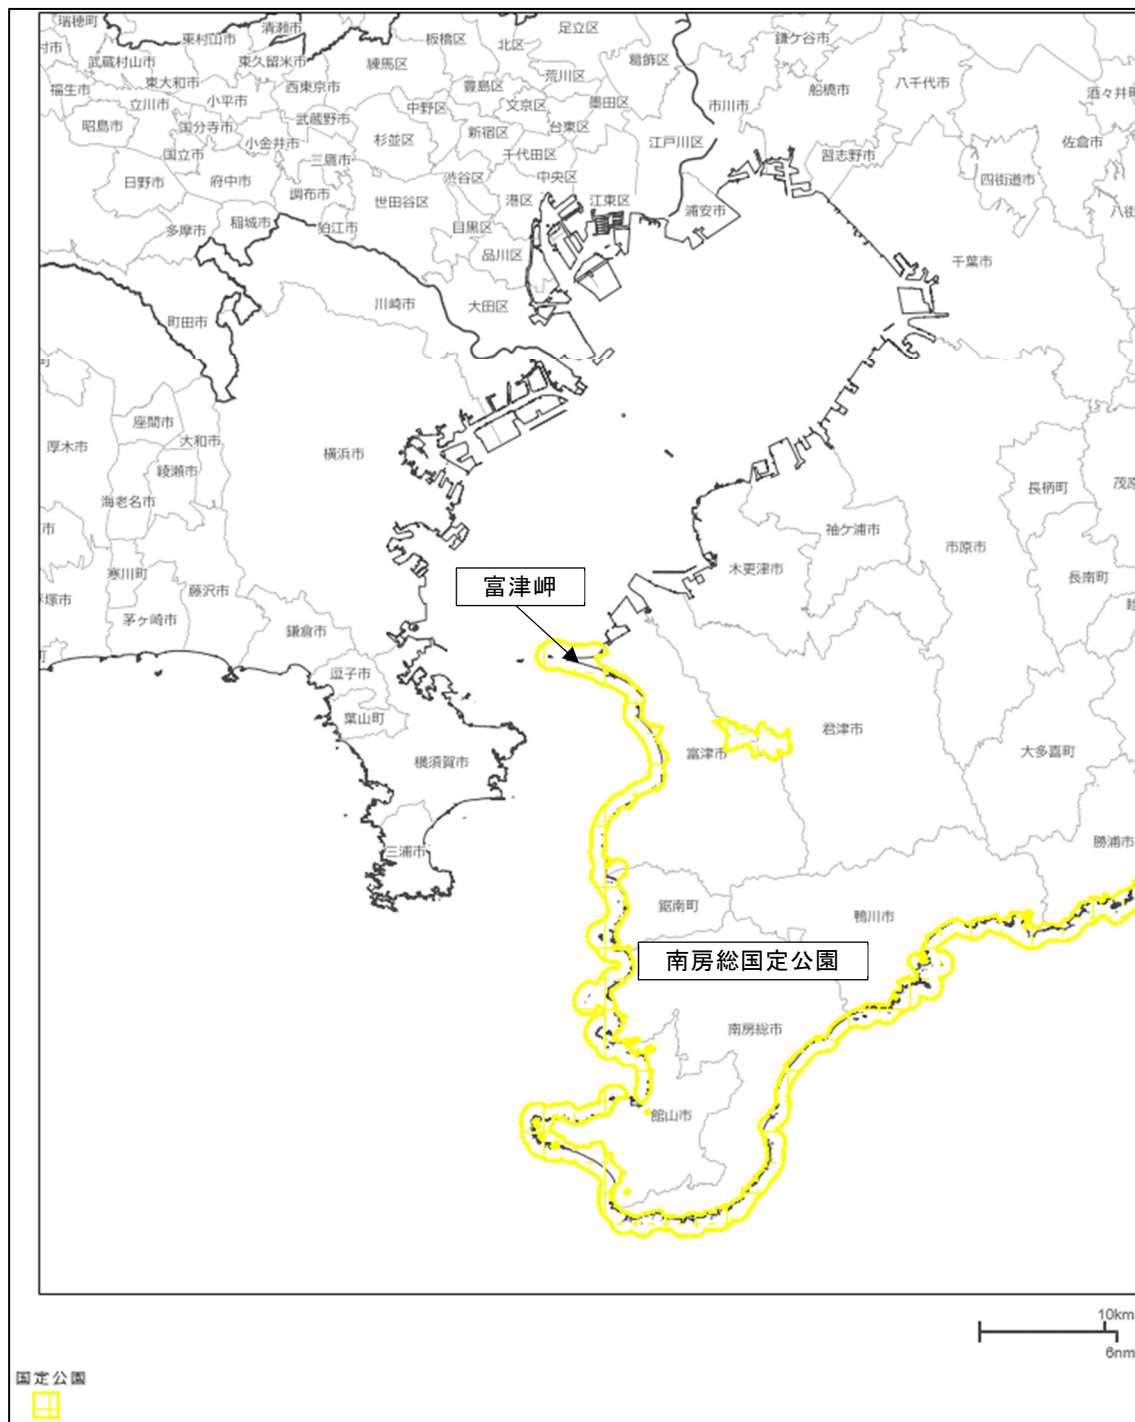 瑞穂町
清瀬市
足立区
東村山市
板橋区
北区
鎌ケ谷市
村市
武蔵村山市
東久留米市
練馬区
葛飾区
荒川区
福生市
東大和市
西東京市
豊島区
船橋市
八千代市
酒々井町
立川市
小平市
中野区
文京区
墨田区
市川市
昭島市
国分寺市
武蔵野市
杉並区
新宿区
台東区
小金井市
江戸川区
佐倉市
国立市
三鷹市
千代田区
習志野市
日野市
府中市
渋谷区
中央区
四街道市
調布市
世田谷区
港区
江東区
浦安市
八街
多摩市
稲城市
狛江市
目黒区
品川区
千葉市
川崎市
大田区
町田市
町
座間市
厚木市
大和市
横浜市
綾瀬市
長柄町
茂原
海老名市
市
袖ケ浦市
市原市
寒川町
木更津市
長南町
富津岬
藤沢市
平塚市
茅ヶ崎市
鎌倉市
町
逗子市
葉山町
君津市
富津市
大多喜町
横須賀市
勝浦市
三浦市
鋸南町
鴨川市
南房総国定公園
南房総市
館山市
10km
6nm
国定公園